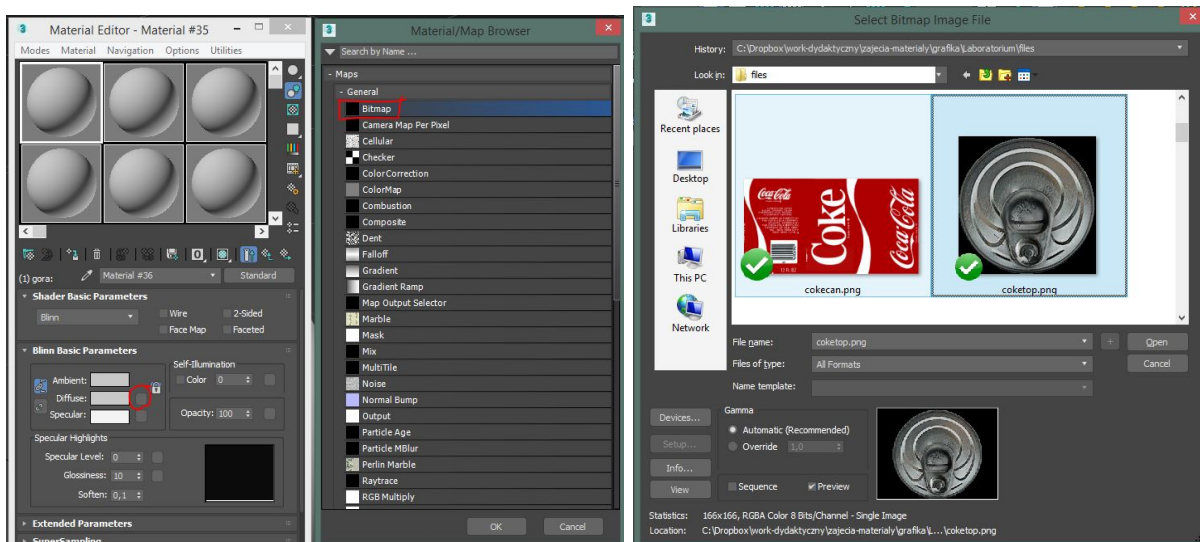 Material Editor - Material #35
Modes Material Navigation Options Utilities
(1) gora: Material #36 Standard
Shader Basic Parameters
Blinn Wire 2-Sided
Face Map Faceted
Blinn Basic Parameters
Self-Illumination
Ambient: Color 0
Diffuse:
Specular: Opacity: 100
Specular Highlights
Specular Level: 0
Glossiness: 10
Soften: 0,1
Extended Parameters
SuperSampling
Material/Map Browser
Search by Name ...
- Maps
- General
Bitmap
Camera Map Per Pixel
Cellular
Checker
ColorCorrection
ColorMap
Combustion
Composite
Dent
Falloff
Gradient
Gradient Ramp
Map Output Selector
Marble
Mask
Mix
MultiTile
Noise
Normal Bump
Output
Particle Age
Particle MBlur
Perlin Marble
Raytrace
RGB Multiply
OK Cancel
Select Bitmap Image File
History: C:\Dropbox\work-dydaktyczny\zajecia-materialy\grafika\Laboratorium\files
Look in: files
Recent places
Desktop
Libraries
This PC
Network
Coca-Cola
Coke
Coca-Cola
cokecan.png
coketop.png
File name: coketop.png Open
Files of type: All Formats Cancel
Name template:
Devices...
Setup...
Info...
View
Gamma
Automatic (Recommended)
Override 1,0
Sequence Preview
Statistics: 166x166, RGBA Color 8 Bits/Channel - Single Image
Location: C:\Dropbox\work-dydaktyczny\zajecia-materialy\grafika\L...\coketop.png